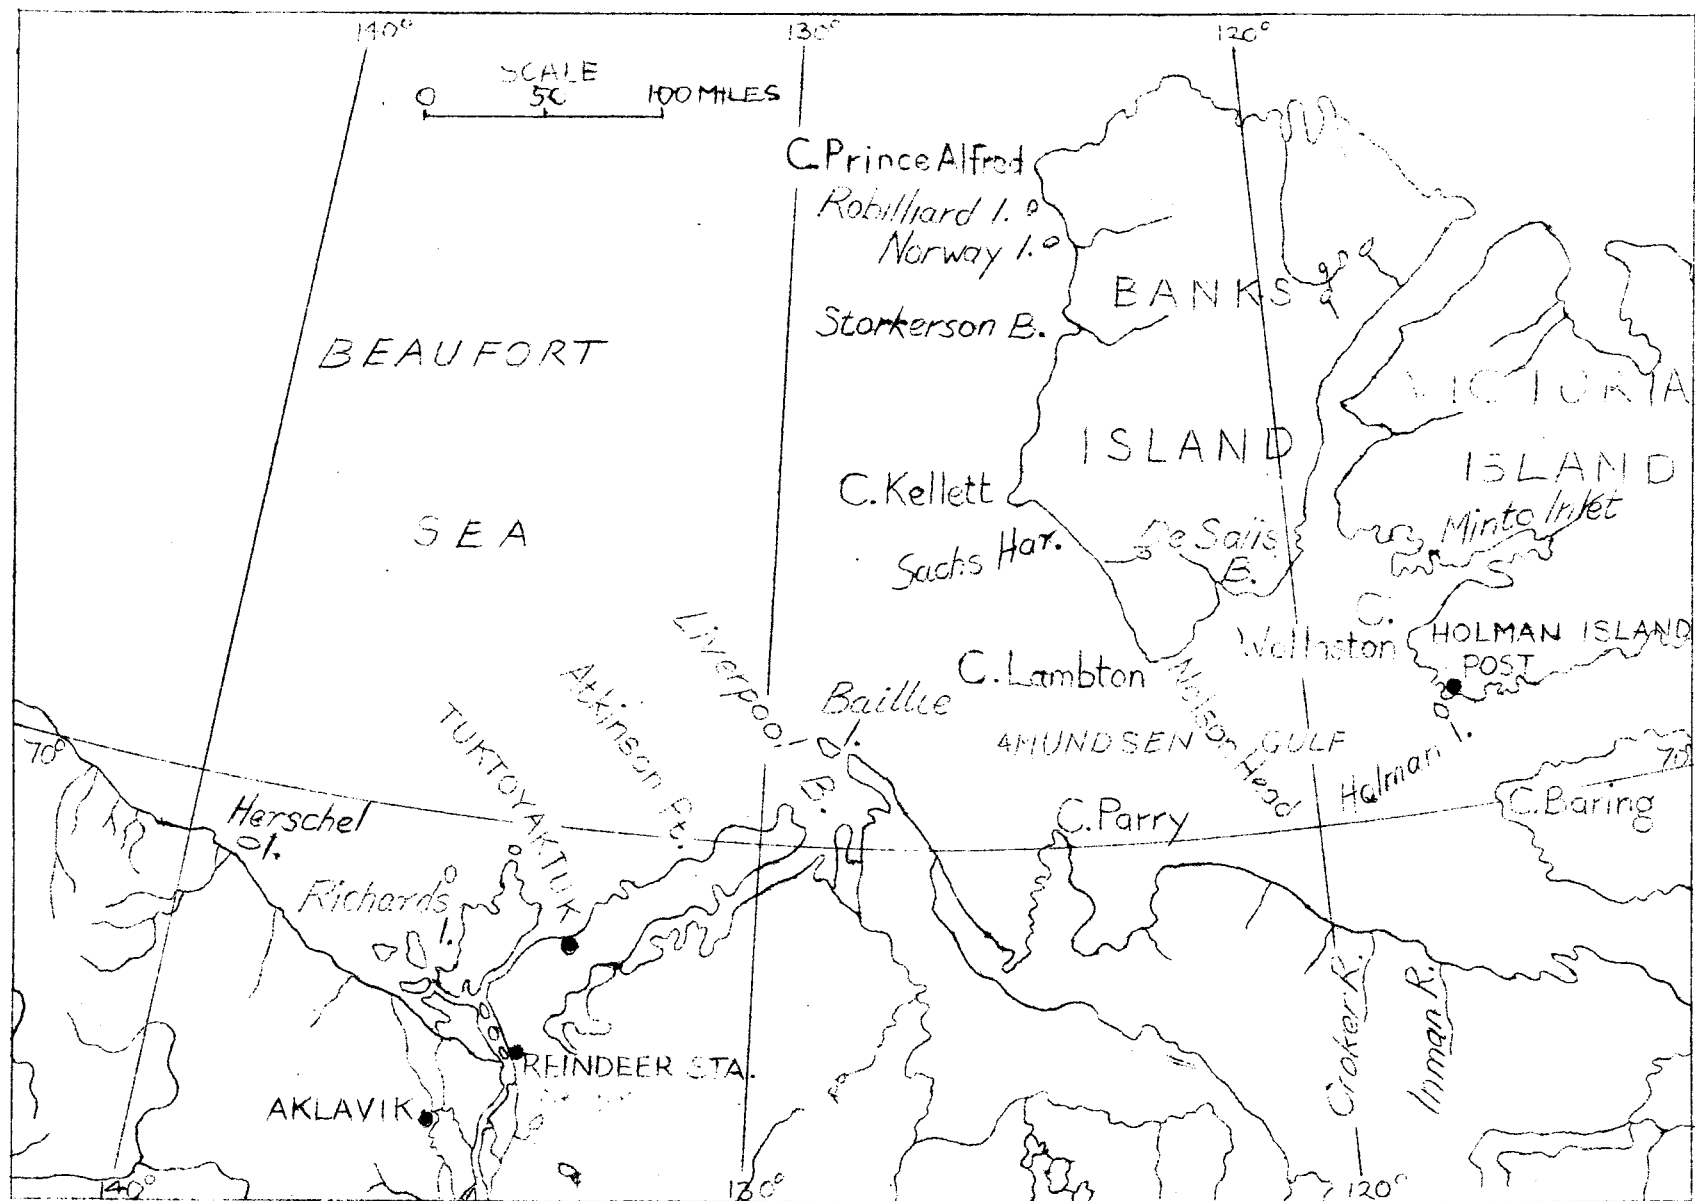 140°
130°
120°
SCALE
0 50 100 MILES
C. Prince Alfred
Robilliard I.
Norway I.
BANKS
Storkerson B.
BEAUFORT
VICTORIA
ISLAND
ISLAND
C. Kellett
Minto Inlet
SEA
De Salis
B.
Sachs Har.
Liverpool
B.
C.
Wollaston
HOLMAN ISLAND
POST
C. Lambton
Nelson Head
Atkinson Pt.
Baillie
I.
TUKTOYAKTUK
AMUNDSEN GULF
Holman I.
70°
70°
Herschel
I.
C. Parry
C. Baring
Richards
I.
Croker R.
Inman R.
REINDEER STA.
AKLAVIK
140°
130°
120°